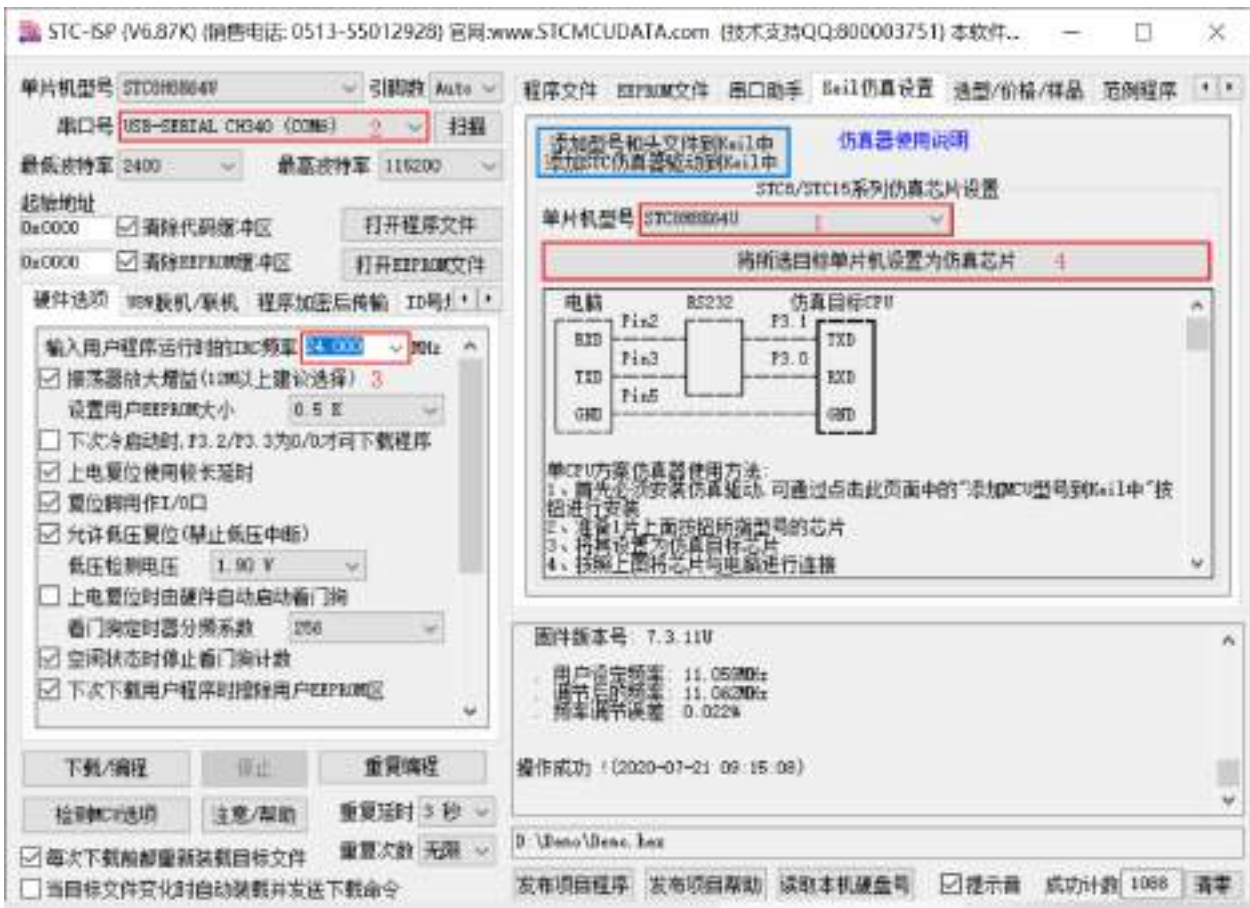 STC-ISP (V6.87K) (销售电话: 0513-55012928) 官网:www.STCMCUDATA.com (技术支持QQ:800003751) 本软件..
单片机型号 STC8H8K64U 引脚数 Auto
串口号 USB-SERIAL CH340 (COM6) 2 扫描
最低波特率 2400 最高波特率 115200
起始地址
0x0000 清除代码缓冲区 打开程序文件
0x0000 清除EEPROM缓冲区 打开EEPROM文件
硬件选项 USB脱机/联机 程序加密后传输 ID号
输入用户程序运行时的IRC频率 24.000 MHz
振荡器放大增益(12M以上建议选择) 3
设置用户EEPROM大小 0.5 K
下次冷启动时,P3.2/P3.3为0/0才可下载程序
上电复位使用较长延时
复位脚用作I/O口
允许低压复位(禁止低压中断)
低压检测电压 1.90 V
上电复位时由硬件自动启动看门狗
看门狗定时器分频系数 256
空闲状态时停止看门狗计数
下次下载用户程序时擦除用户EEPROM区
下载/编程 停止 重复编程
检测MCU选项 注意/帮助 重复延时 3 秒
每次下载前都重新装载目标文件 重复次数 无限
当目标文件变化时自动装载并发送下载命令
程序文件 EEPROM文件 串口助手 Keil仿真设置 选型/价格/样品 范例程序
添加型号和头文件到Keil中 仿真器使用说明
添加STC仿真器驱动到Keil中
STC8/STC15系列仿真芯片设置
单片机型号 STC8H8K64U 1
将所选目标单片机设置为仿真芯片 4
电脑 RS232 仿真目标CPU
Pin2 P3.1
RXD TXD
Pin3 P3.0
TXD RXD
Pin5
GND GND
单CPU方案仿真器使用方法:
1、首先必须安装仿真驱动,可通过点击此页面中的"添加MCU型号到Keil中"按
钮进行安装
2、准备1片上面按钮所指型号的芯片
3、将其设置为仿真目标芯片
4、按照上图将芯片与电脑进行连接
固件版本号: 7.3.11U
. 用户设定频率: 11.059MHz
. 调节后的频率: 11.062MHz
. 频率调节误差: 0.022%
操作成功 !(2020-07-21 09:15:08)
D:\Demo\Demo.hex
发布项目程序 发布项目帮助 读取本机硬盘号 提示音 成功计数 1088 清零